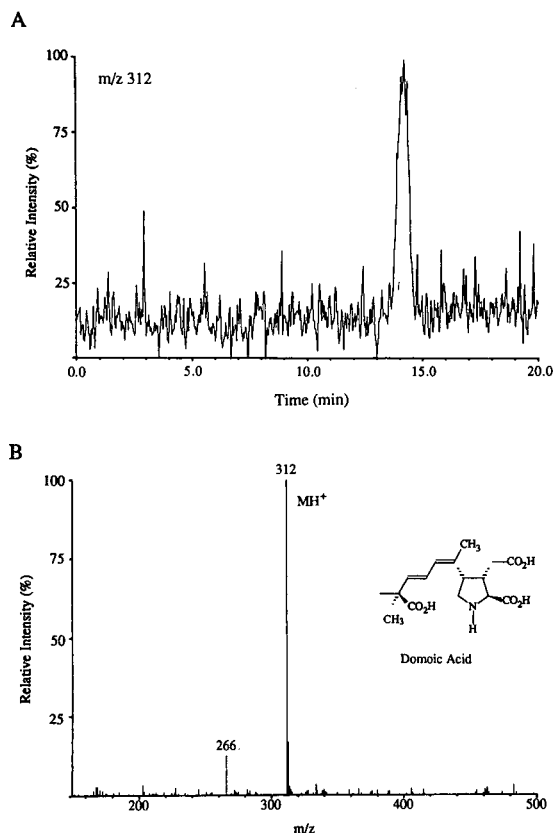 A
m/z 312
100
75
50
25
Relative Intensity (%)
0.0
5.0
10.0
15.0
20.0
Time (min)
B
312
MH+
100
75
50
25
266
Relative Intensity (%)
CH3
CO2H
CO2H
CO2H
CH3
N
H
Domoic Acid
200
300
400
500
m/z